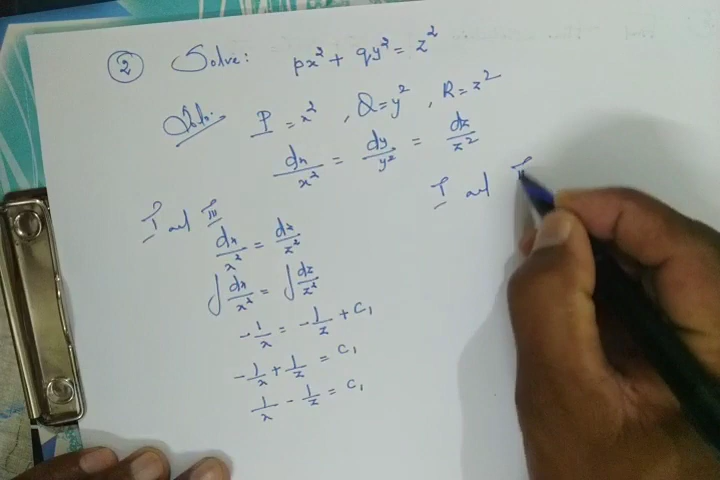 ② Solve: px² + qy² = z²
Soln: P = x², Q = y², R = z²
dx/x² = dy/y² = dz/z²
I and III
dx/x² = dz/z²
∫dx/x² = ∫dz/z²
-1/x = -1/z + C₁
-1/x + 1/z = C₁
1/x - 1/z = C₁
I and II